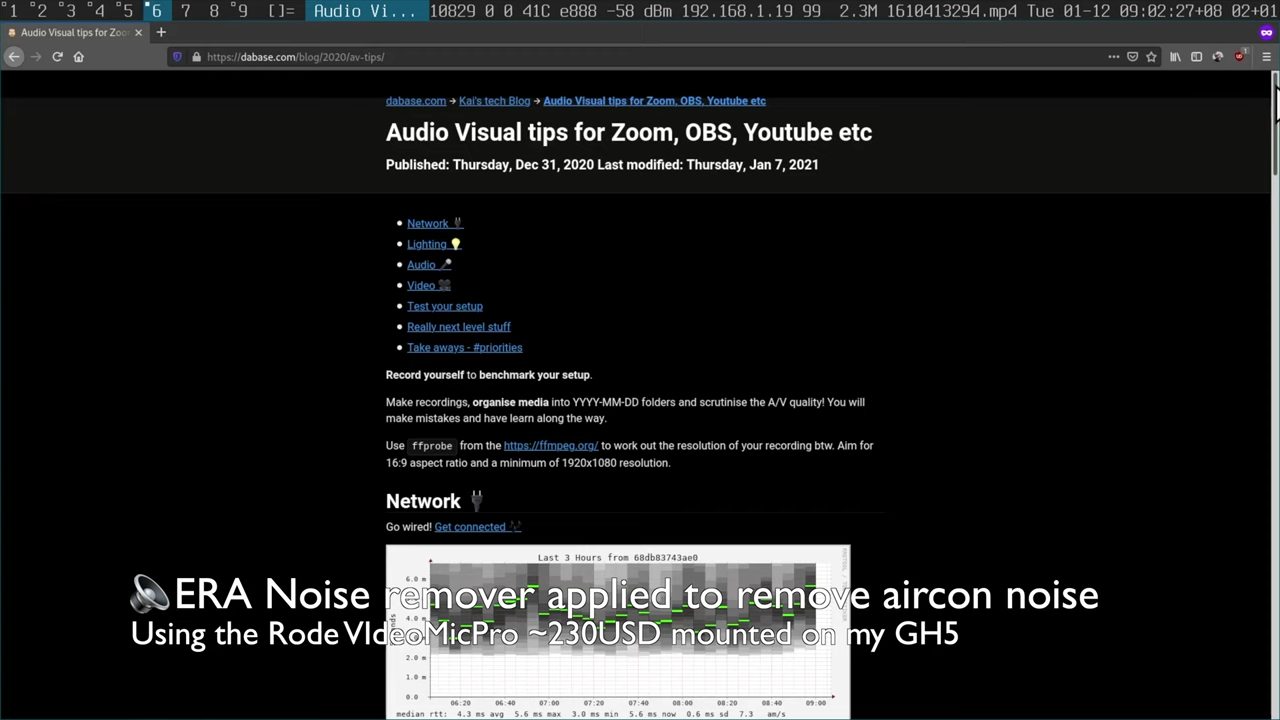 °1 °2 °3 °4 °5 °6 7 8 °9 []= Audio Vi... 10829 0 0 41C e888 -58 dBm 192.168.1.19 99 2.3M 1610413294.mp4 Tue 01-12 09:02:27+08 02+01
Audio Visual tips for Zoo
https://dabase.com/blog/2020/av-tips/
dabase.com → Kai's tech Blog → Audio Visual tips for Zoom, OBS, Youtube etc
Audio Visual tips for Zoom, OBS, Youtube etc
Published: Thursday, Dec 31, 2020 Last modified: Thursday, Jan 7, 2021
• Network 🔌
• Lighting 💡
• Audio 🎤
• Video 🎥
• Test your setup
• Really next level stuff
• Take aways - #priorities
Record yourself to benchmark your setup.
Make recordings, organise media into YYYY-MM-DD folders and scrutinise the A/V quality! You will
make mistakes and have learn along the way.
Use ffprobe from the https://ffmpeg.org/ to work out the resolution of your recording btw. Aim for
16:9 aspect ratio and a minimum of 1920x1080 resolution.
Network 🔌
Go wired! Get connected
Last 3 Hours from 68db83743ae0
6.0 m
🔊ERA Noise remover applied to remove aircon noise
4.0 m
Using the Rode VIdeoMicPro ~230USD mounted on my GH5
2.0 m
1.0 m
0.0
06:20 06:40 07:00 07:20 07:40 08:00 08:20 08:40 09:00
median rtt: 4.3 ms avg 5.6 ms max 3.0 ms min 5.6 ms now 0.6 ms sd 7.3 am/s